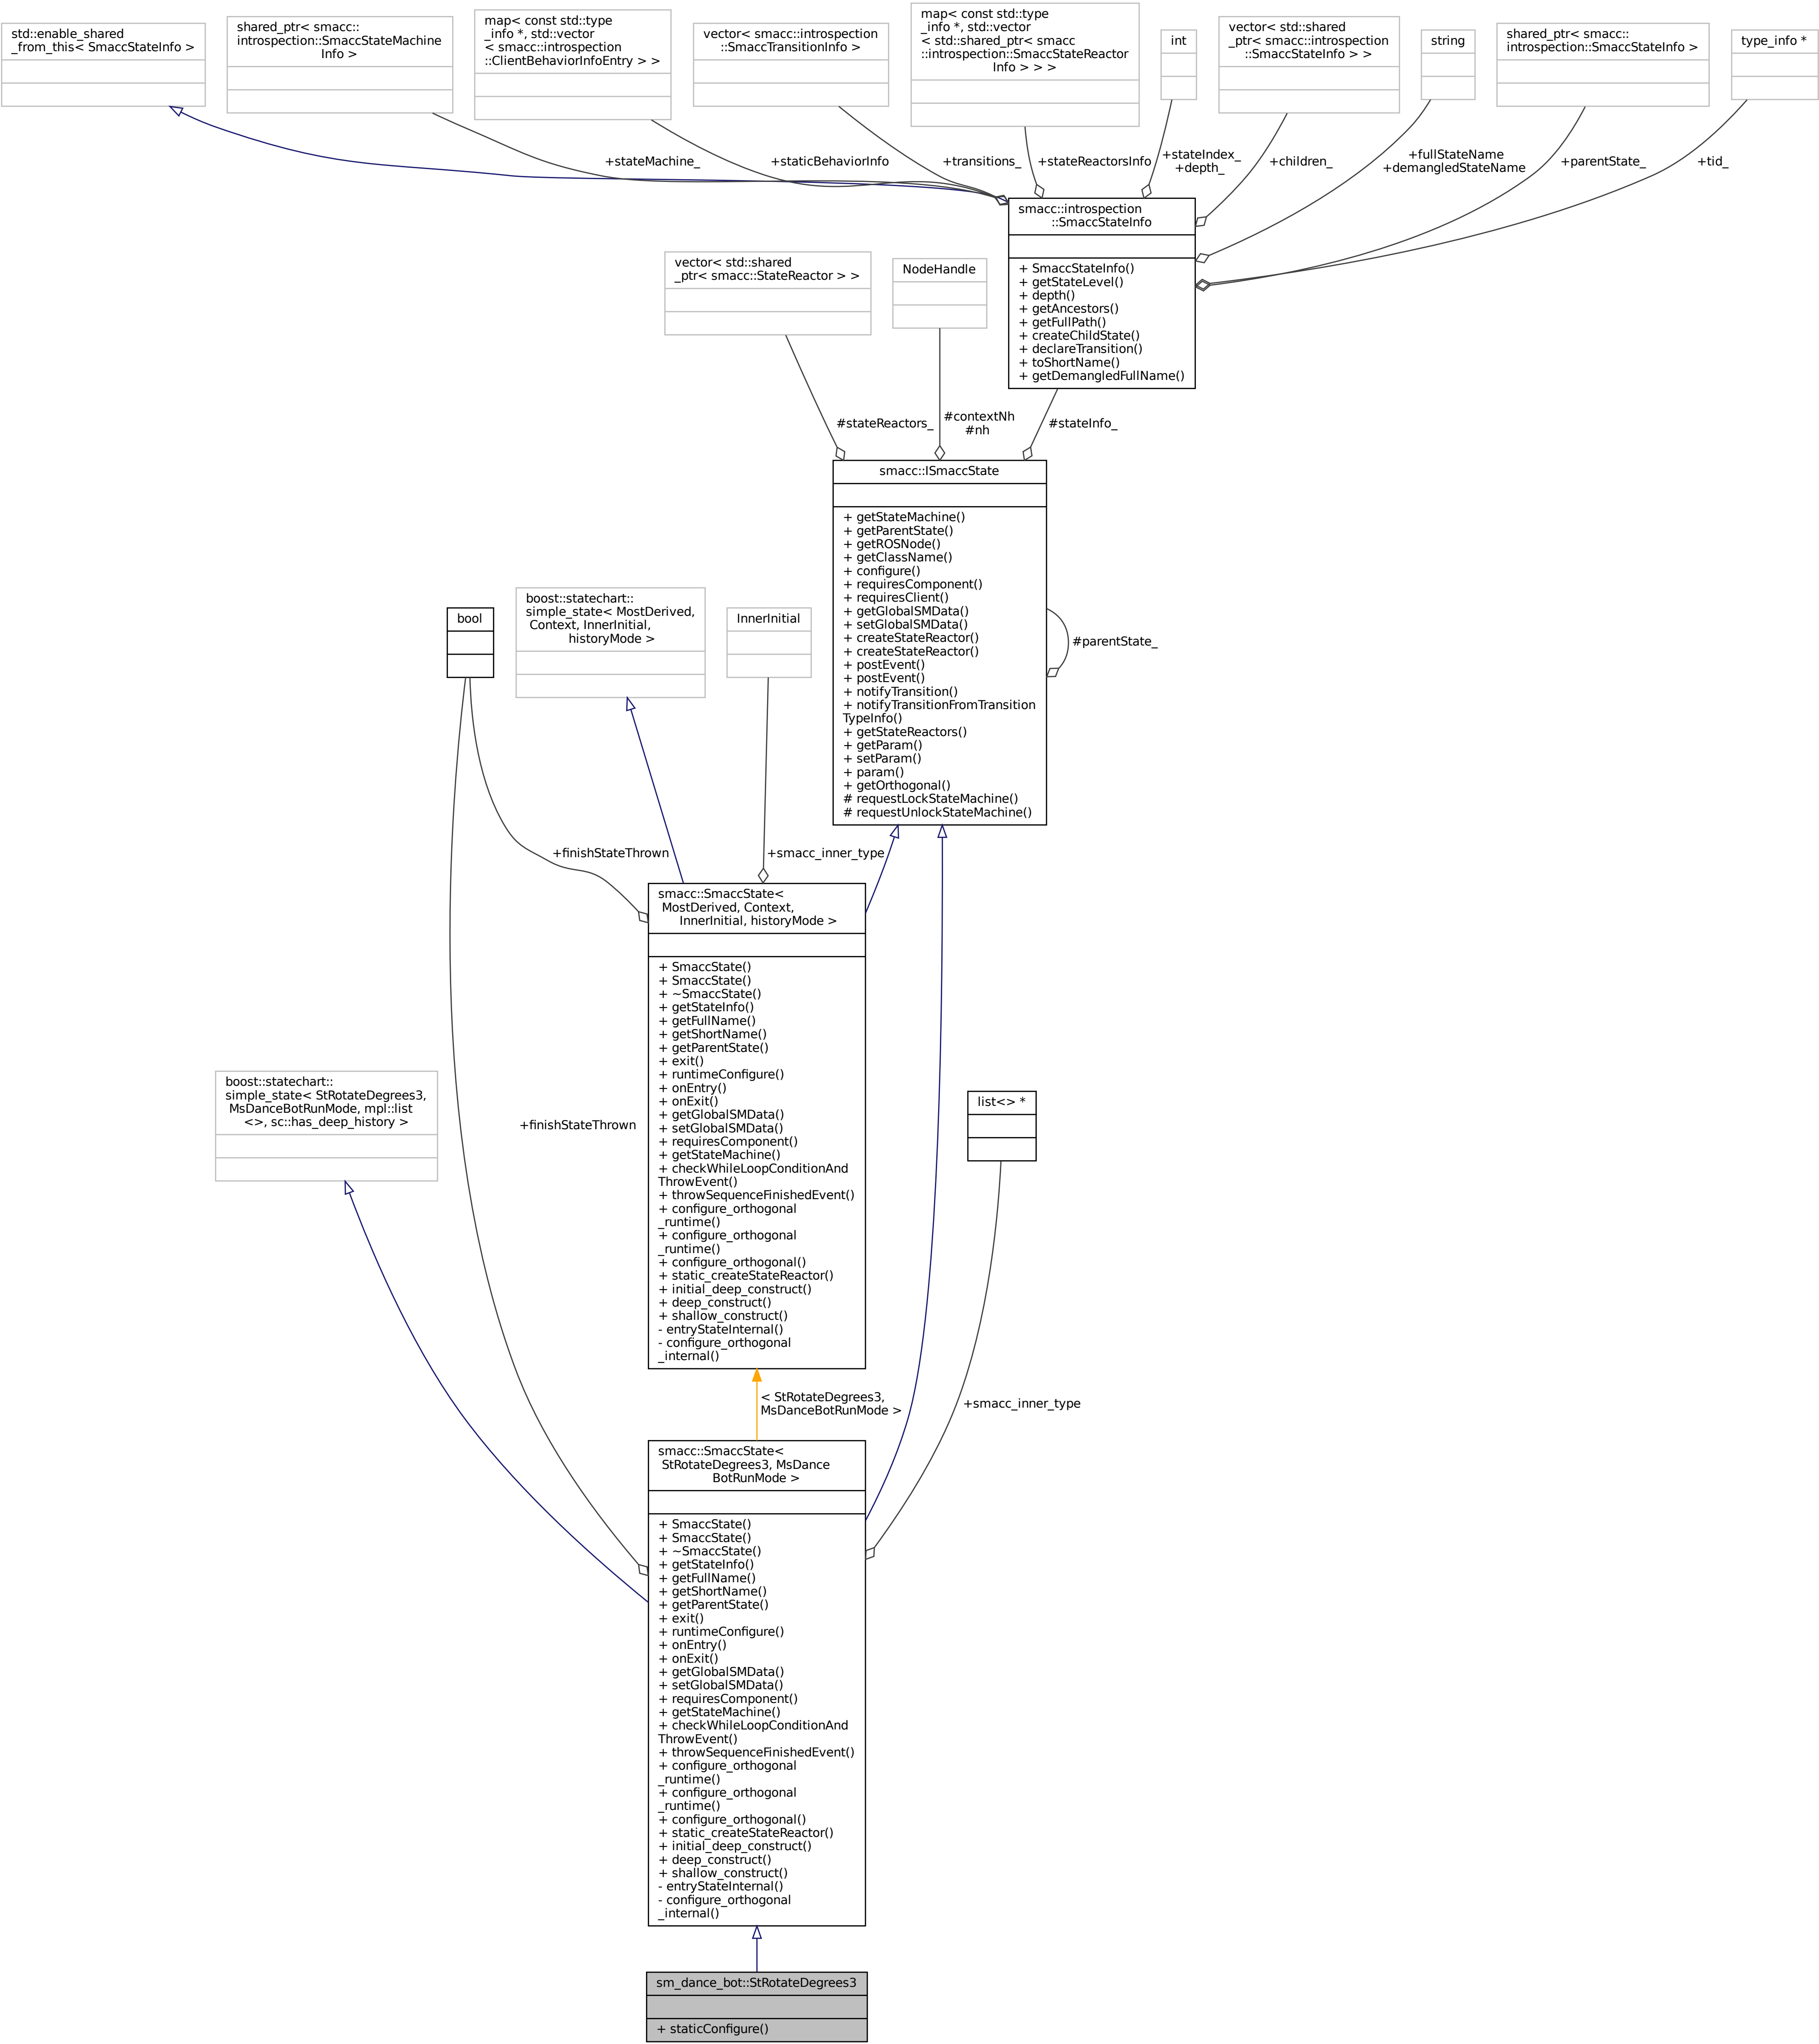 std::enable_shared
_from_this< SmaccStateInfo >
shared_ptr< smacc::
introspection::SmaccStateMachine
Info >
map< const std::type
_info *, std::vector
< smacc::introspection
::ClientBehaviorInfoEntry > >
vector< smacc::introspection
::SmaccTransitionInfo >
map< const std::type
_info *, std::vector
< std::shared_ptr< smacc
::introspection::SmaccStateReactor
Info > > >
int
vector< std::shared
_ptr< smacc::introspection
::SmaccStateInfo > >
string
shared_ptr< smacc::
introspection::SmaccStateInfo >
type_info *
+stateMachine_
+staticBehaviorInfo
+transitions_
+stateReactorsInfo
+stateIndex_
+depth_
+children_
+fullStateName
+demangledStateName
+parentState_
+tid_
smacc::introspection
::SmaccStateInfo
+ SmaccStateInfo()
+ getStateLevel()
+ depth()
+ getAncestors()
+ getFullPath()
+ createChildState()
+ declareTransition()
+ toShortName()
+ getDemangledFullName()
vector< std::shared
_ptr< smacc::StateReactor > >
NodeHandle
#stateReactors_
#contextNh
#nh
#stateInfo_
smacc::ISmaccState
+ getStateMachine()
+ getParentState()
+ getROSNode()
+ getClassName()
+ configure()
+ requiresComponent()
+ requiresClient()
+ getGlobalSMData()
+ setGlobalSMData()
+ createStateReactor()
+ createStateReactor()
+ postEvent()
+ postEvent()
+ notifyTransition()
+ notifyTransitionFromTransition
TypeInfo()
+ getStateReactors()
+ getParam()
+ setParam()
+ param()
+ getOrthogonal()
# requestLockStateMachine()
# requestUnlockStateMachine()
#parentState_
bool
boost::statechart::
simple_state< MostDerived,
Context, InnerInitial,
historyMode >
InnerInitial
+finishStateThrown
+smacc_inner_type
smacc::SmaccState<
MostDerived, Context,
InnerInitial, historyMode >
+ SmaccState()
+ SmaccState()
+ ~SmaccState()
+ getStateInfo()
+ getFullName()
+ getShortName()
+ getParentState()
+ exit()
+ runtimeConfigure()
+ onEntry()
+ onExit()
+ getGlobalSMData()
+ setGlobalSMData()
+ requiresComponent()
+ getStateMachine()
+ checkWhileLoopConditionAnd
ThrowEvent()
+ throwSequenceFinishedEvent()
+ configure_orthogonal
_runtime()
+ configure_orthogonal
_runtime()
+ configure_orthogonal()
+ static_createStateReactor()
+ initial_deep_construct()
+ deep_construct()
+ shallow_construct()
- entryStateInternal()
- configure_orthogonal
_internal()
boost::statechart::
simple_state< StRotateDegrees3,
MsDanceBotRunMode, mpl::list
<>, sc::has_deep_history >
+finishStateThrown
list<> *
< StRotateDegrees3,
MsDanceBotRunMode >
+smacc_inner_type
smacc::SmaccState<
StRotateDegrees3, MsDance
BotRunMode >
+ SmaccState()
+ SmaccState()
+ ~SmaccState()
+ getStateInfo()
+ getFullName()
+ getShortName()
+ getParentState()
+ exit()
+ runtimeConfigure()
+ onEntry()
+ onExit()
+ getGlobalSMData()
+ setGlobalSMData()
+ requiresComponent()
+ getStateMachine()
+ checkWhileLoopConditionAnd
ThrowEvent()
+ throwSequenceFinishedEvent()
+ configure_orthogonal
_runtime()
+ configure_orthogonal
_runtime()
+ configure_orthogonal()
+ static_createStateReactor()
+ initial_deep_construct()
+ deep_construct()
+ shallow_construct()
- entryStateInternal()
- configure_orthogonal
_internal()
sm_dance_bot::StRotateDegrees3
+ staticConfigure()